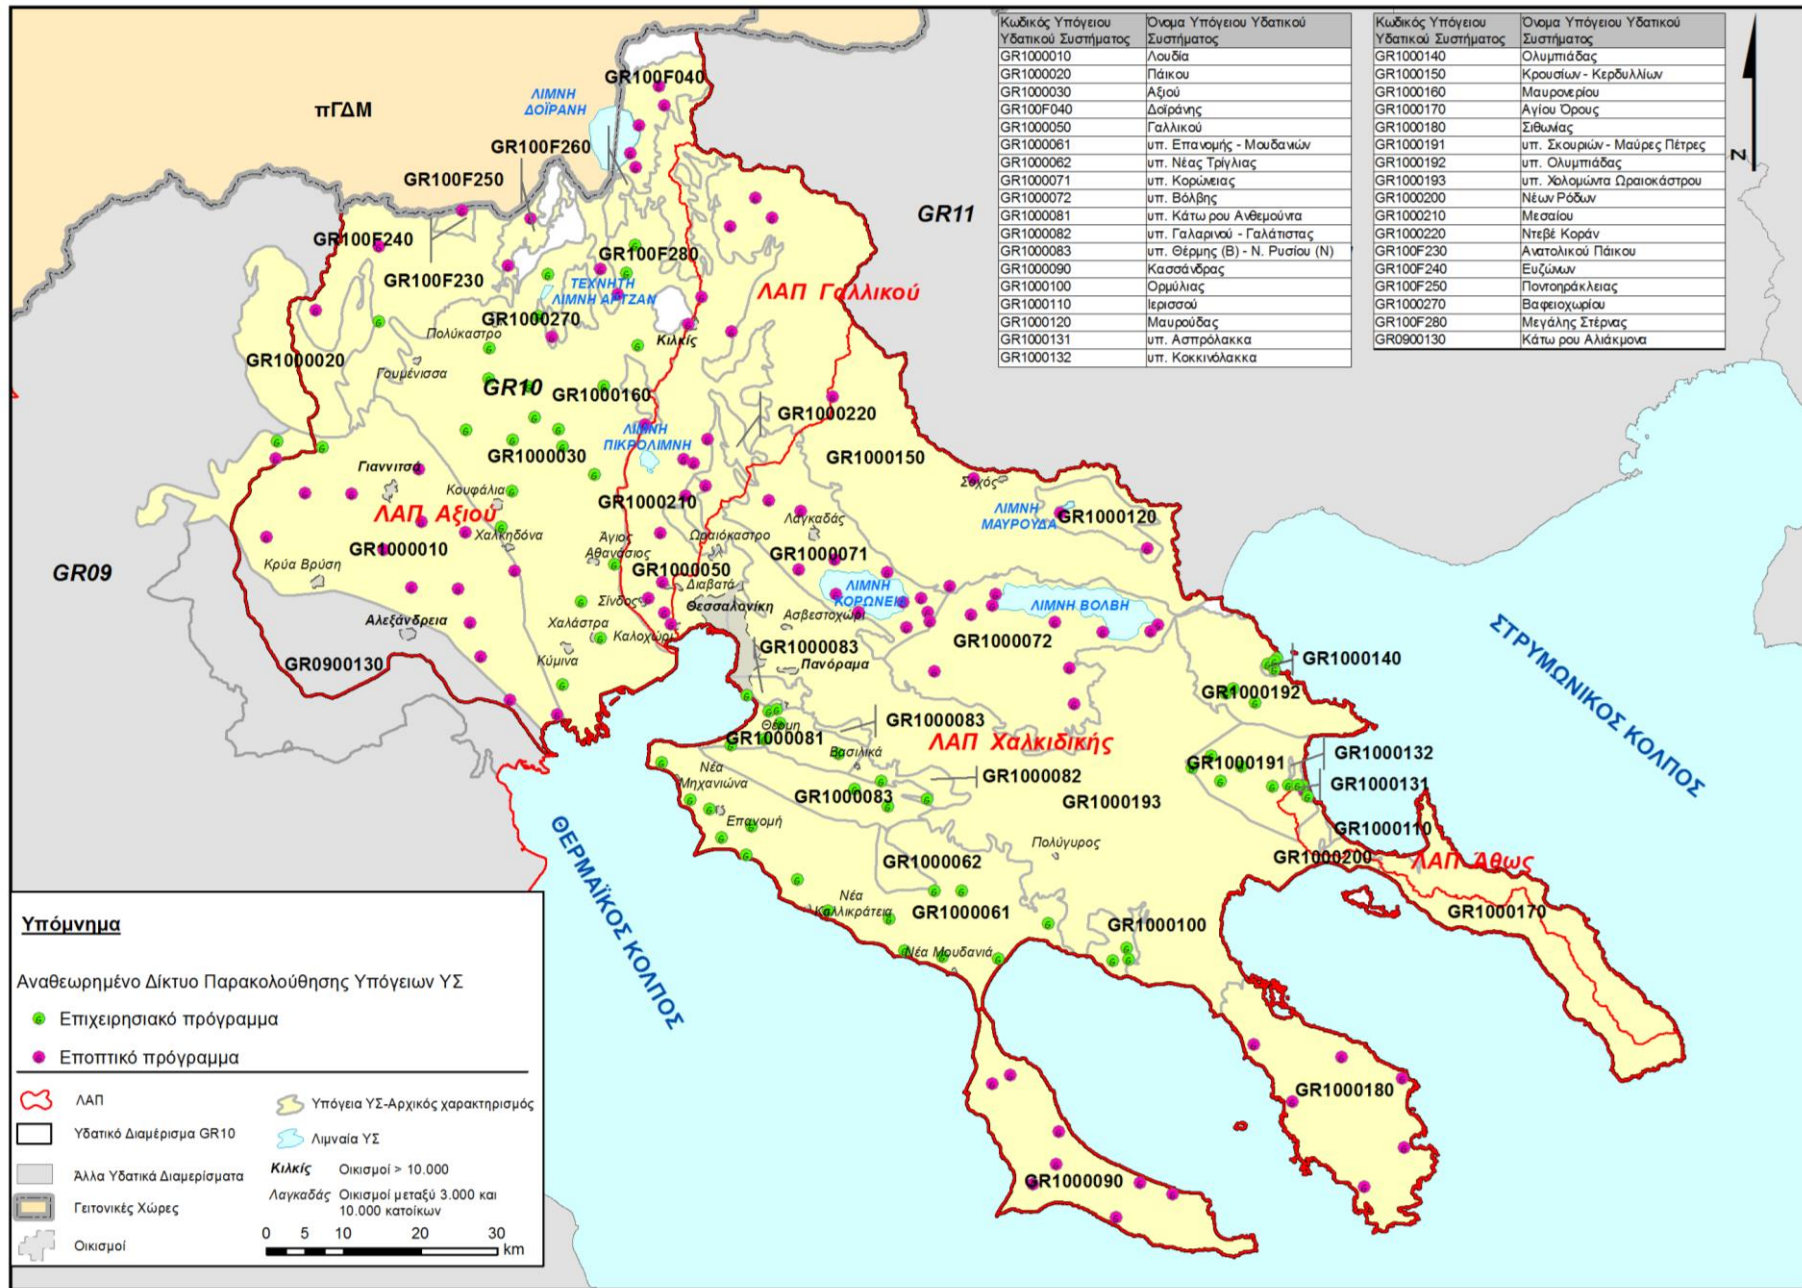 Κωδικός Υπόγειου Υδατικού Συστήματος Όνομα Υπόγειου Υδατικού Συστήματος
GR1000010 Λουδία
GR1000020 Πάικου
GR1000030 Αξιού
GR100F040 Δοϊράνης
GR1000050 Γαλλικού
GR1000061 υπ. Επανομής - Μουδανιών
GR1000062 υπ. Νέας Τρίγλιας
GR1000071 υπ. Κορώνειας
GR1000072 υπ. Βόλβης
GR1000081 υπ. Κάτω ρου Ανθεμούντα
GR1000082 υπ. Γαλαρινού - Γαλάτιστας
GR1000083 υπ. Θέρμης (Β) - Ν. Ρυσίου (Ν)
GR1000090 Κασσάνδρας
GR1000100 Ορμύλιας
GR1000110 Ιερισσού
GR1000120 Μαυρούδας
GR1000131 υπ. Ασπρόλακκα
GR1000132 υπ. Κοκκινόλακκα
Κωδικός Υπόγειου Υδατικού Συστήματος Όνομα Υπόγειου Υδατικού Συστήματος
GR1000140 Ολυμπιάδας
GR1000150 Κρουσίων - Κερδυλλίων
GR1000160 Μαυρονερίου
GR1000170 Αγίου Όρους
GR1000180 Σιθωνίας
GR1000191 υπ. Σκουριών - Μαύρες Πέτρες
GR1000192 υπ. Ολυμπιάδας
GR1000193 υπ. Χολομώντα Ωραιοκάστρου
GR1000200 Νέων Ρόδων
GR1000210 Μεσαίου
GR1000220 Ντεβέ Κοράν
GR100F230 Ανατολικού Πάικου
GR100F240 Ευζώνων
GR100F250 Ποντοηράκλειας
GR1000270 Βαφειοχωρίου
GR100F280 Μεγάλης Στέρνας
GR0900130 Κάτω ρου Αλιάκμονα
Z
GR100F040
ΛΙΜΝΗ
ΔΟΪΡΑΝΗ
πΓΔΜ
GR100F260
GR100F250
GR11
GR100F240
GR100F230
GR100F280
ΤΕΧΝΗΤΗ
ΛΙΜΝΗ ΑΡΤΖΑΝ
ΛΑΠ Γαλλικού
GR1000270
Πολύκαστρο
Κιλκίς
GR1000020
Γουμένισσα
GR10
GR1000160
GR1000220
ΛΙΜΝΗ
ΠΙΚΡΟΛΙΜΝΗ
GR1000030
GR1000150
Γιαννιτσά
Κουφάλια
GR1000210
Σοχός
ΛΑΠ Αξιού
Λαγκαδάς
ΛΙΜΝΗ
ΜΑΥΡΟΥΔΑ
GR1000120
Χαλκηδόνα
Άγιος
Αθανάσιος
Ωραιόκαστρο
GR1000010
GR1000071
Κρύα Βρύση
GR1000050
GR09
Διαβατά
ΛΙΜΝΗ
ΚΟΡΩΝΕΙΑ
ΛΙΜΝΗ ΒΟΛΒΗ
Σίνδος
Θεσσαλονίκη
Ασβεστοχώρι
Αλεξάνδρεια
Χαλάστρα
Καλοχώρι
GR1000072
GR1000083
Πανόραμα
GR0900130
Κύμινα
GR1000140
GR1000192
ΣΤΡΥΜΩΝΙΚΟΣ ΚΟΛΠΟΣ
Θέρμη
GR1000083
GR1000081
ΛΑΠ Χαλκιδικής
Βασιλικά
GR1000132
GR1000191
Νέα
Μηχανιώνα
GR1000082
GR1000131
GR1000083
GR1000193
Επανομή
GR1000110
ΘΕΡΜΑΪΚΟΣ ΚΟΛΠΟΣ
Πολύγυρος
GR1000062
GR1000200
ΛΑΠ Άθως
Νέα
Καλλικράτεια
GR1000061
GR1000170
GR1000100
Νέα Μουδανιά
GR1000180
GR1000090
Υπόμνημα
Αναθεωρημένο Δίκτυο Παρακολούθησης Υπόγειων ΥΣ
Επιχειρησιακό πρόγραμμα
Εποπτικό πρόγραμμα
ΛΑΠ
Υδατικό Διαμέρισμα GR10
Άλλα Υδατικά Διαμερίσματα
Γειτονικές Χώρες
Οικισμοί
Υπόγεια ΥΣ-Αρχικός χαρακτηρισμός
Λιμναία ΥΣ
Κιλκίς Οικισμοί > 10.000
Λαγκαδάς Οικισμοί μεταξύ 3.000 και
10.000 κατοίκων
0 5 10 20 30
km